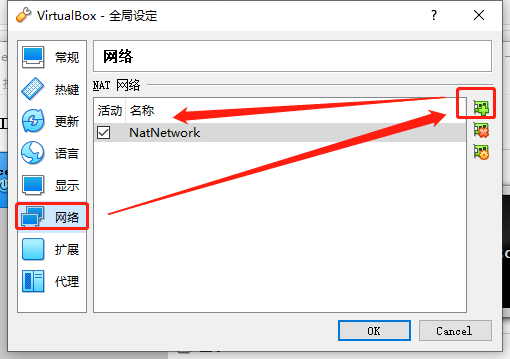 VirtualBox - 全局设定
?
常规
热键
更新
语言
显示
网络
扩展
代理
网络
NAT 网络
活动 名称
NatNetwork
OK
Cancel